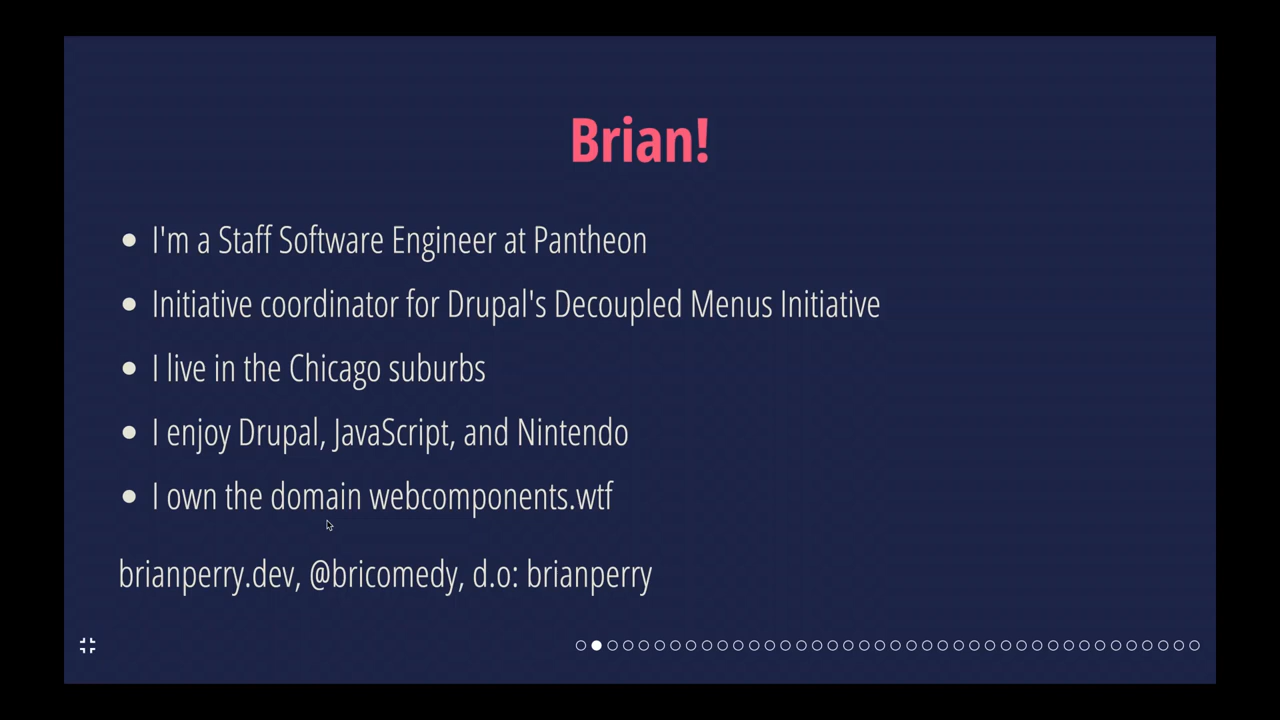 Brian!
I'm a Staff Software Engineer at Pantheon
Initiative coordinator for Drupal's Decoupled Menus Initiative
I live in the Chicago suburbs
I enjoy Drupal, JavaScript, and Nintendo
I own the domain webcomponents.wtf
brianperry.dev, @bricomedy, d.o: brianperry